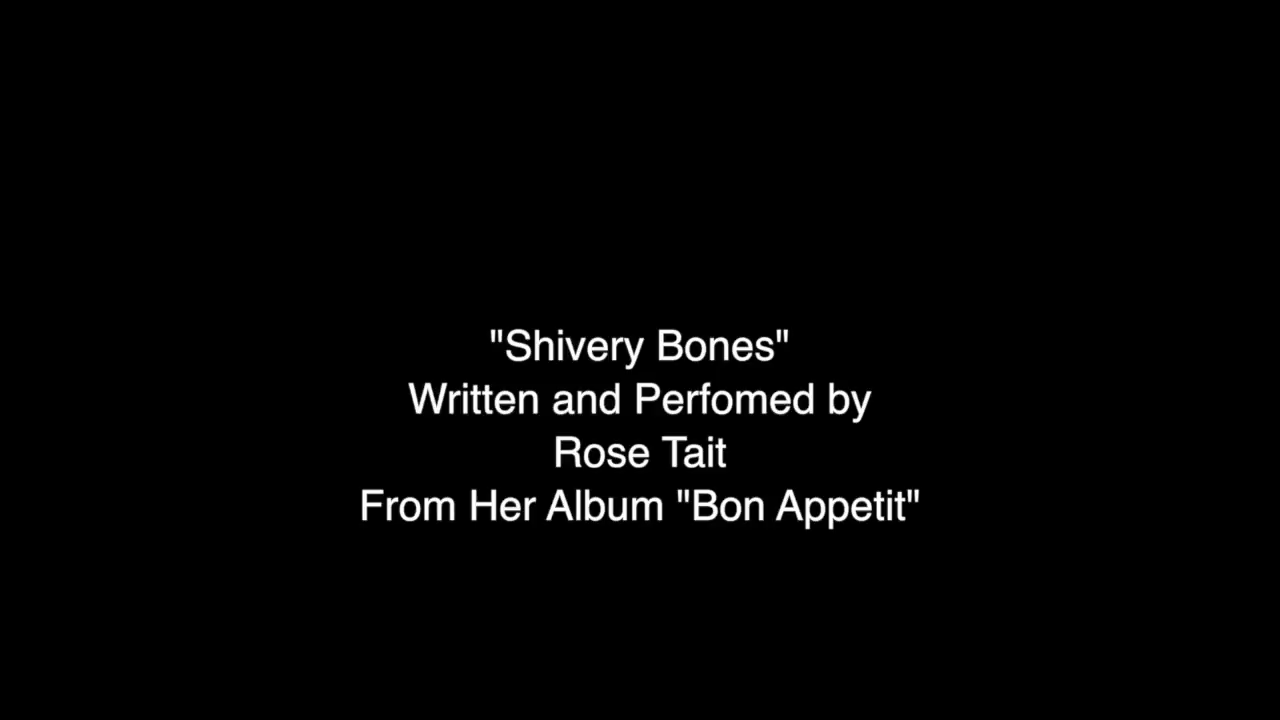 "Shivery Bones"
Written and Perfomed by
Rose Tait
From Her Album "Bon Appetit"